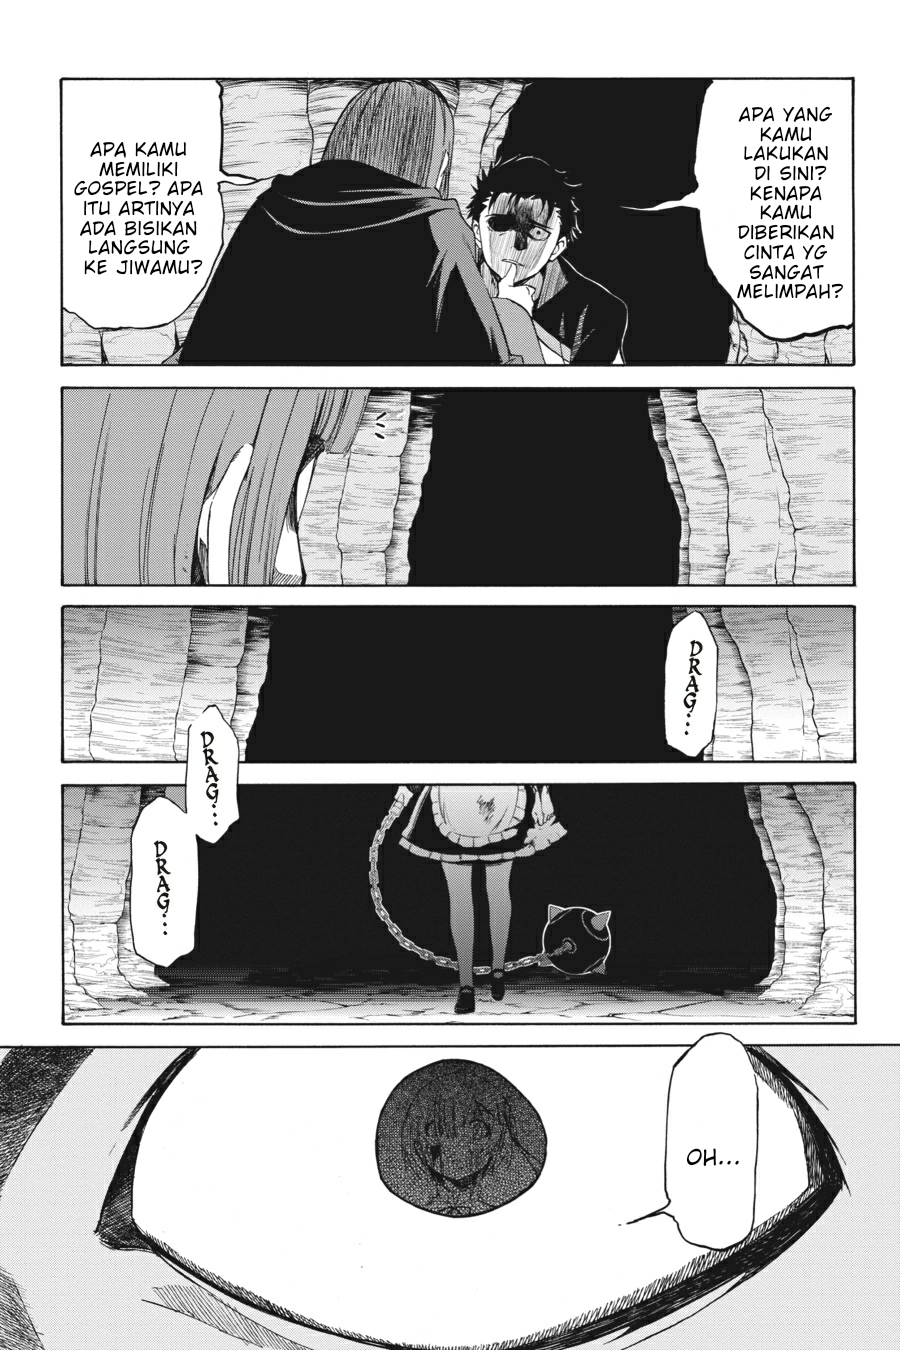 APA YANG
KAMU
LAKUKAN
DI SINI?
KENAPA
KAMU
DIBERIKAN
CINTA YG
SANGAT
MELIMPAH?
APA KAMU
MEMILIKI
GOSPEL? APA
ITU ARTINYA
ADA BISIKAN
LANGSUNG
KE JIWAMU?
DRAG...
DRAG...
DRAG...
OH...